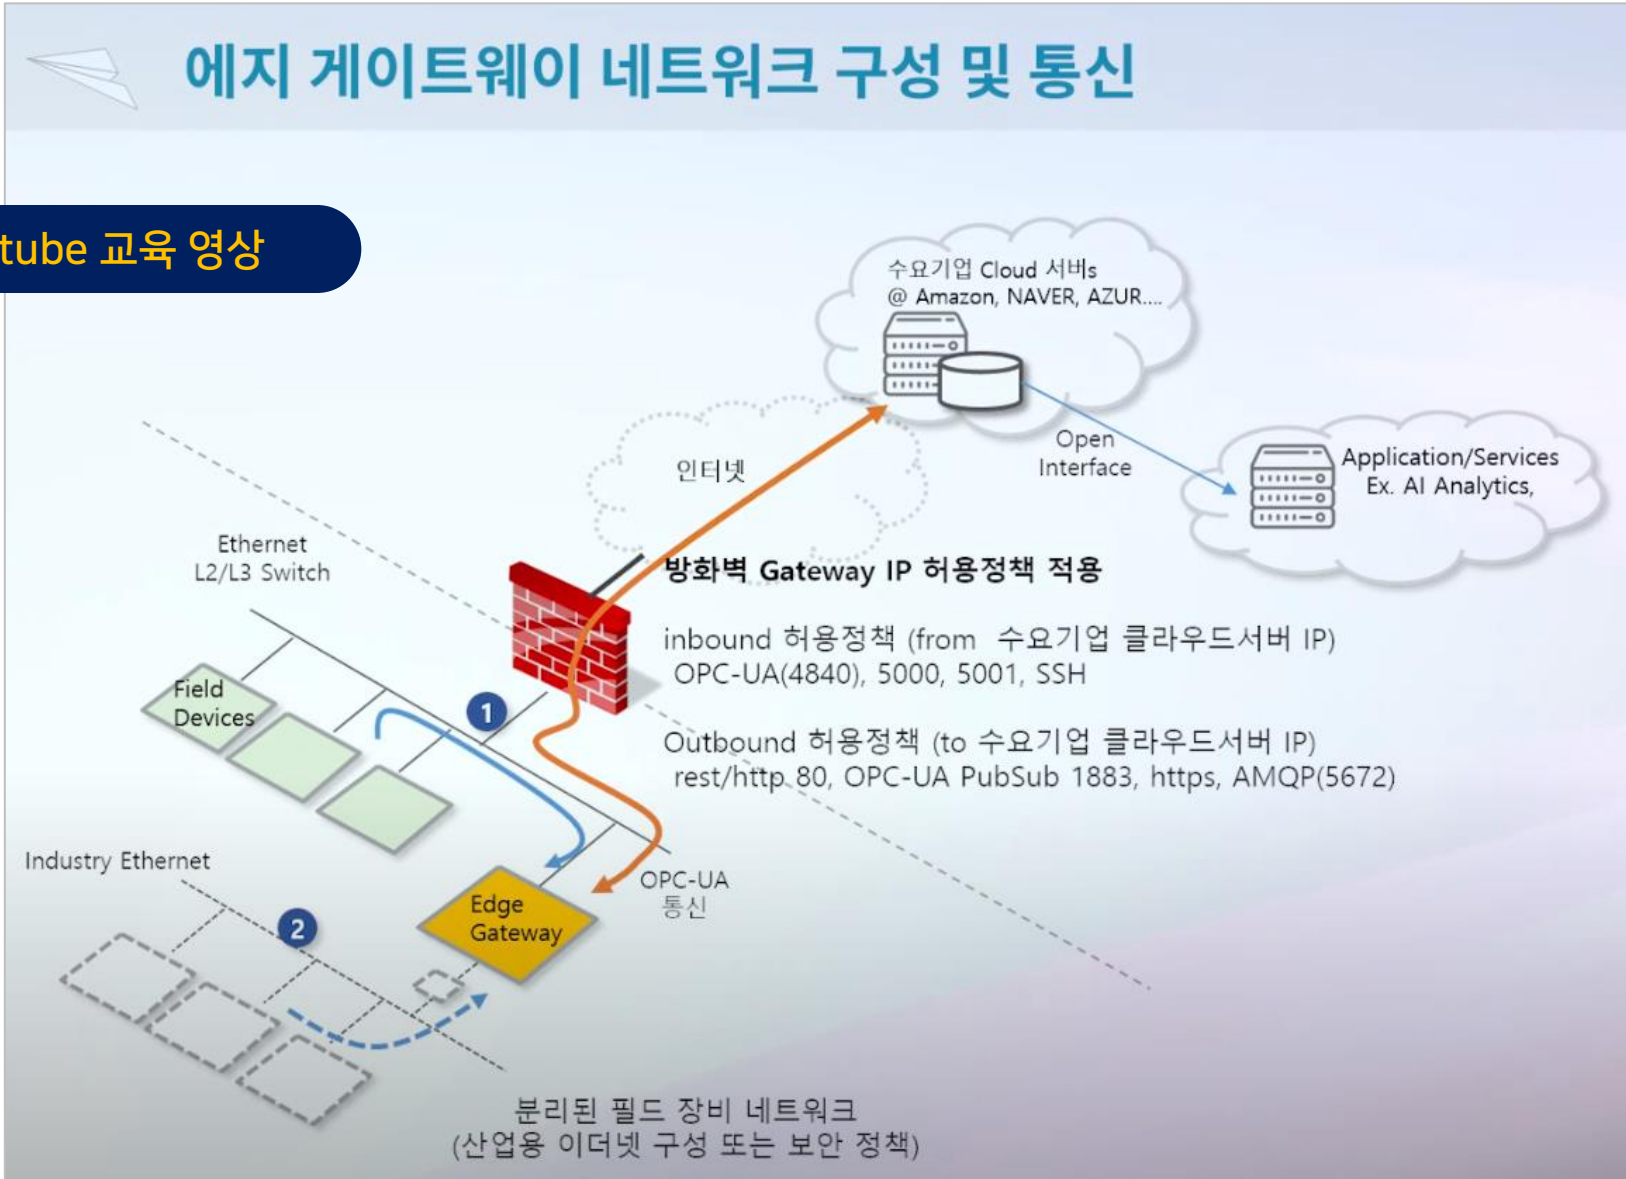 에지 게이트웨이 네트워크 구성 및 통신
tube 교육 영상
수요기업 Cloud 서버s
@ Amazon, NAVER, AZUR....
인터넷
Open
Interface
Application/Services
Ex. AI Analytics,
Ethernet
L2/L3 Switch
방화벽 Gateway IP 허용정책 적용
inbound 허용정책 (from 수요기업 클라우드서버 IP)
OPC-UA(4840), 5000, 5001, SSH
Outbound 허용정책 (to 수요기업 클라우드서버 IP)
rest/http 80, OPC-UA PubSub 1883, https, AMQP(5672)
Field
Devices
1
Industry Ethernet
2
Edge
Gateway
OPC-UA
통신
분리된 필드 장비 네트워크
(산업용 이더넷 구성 또는 보안 정책)